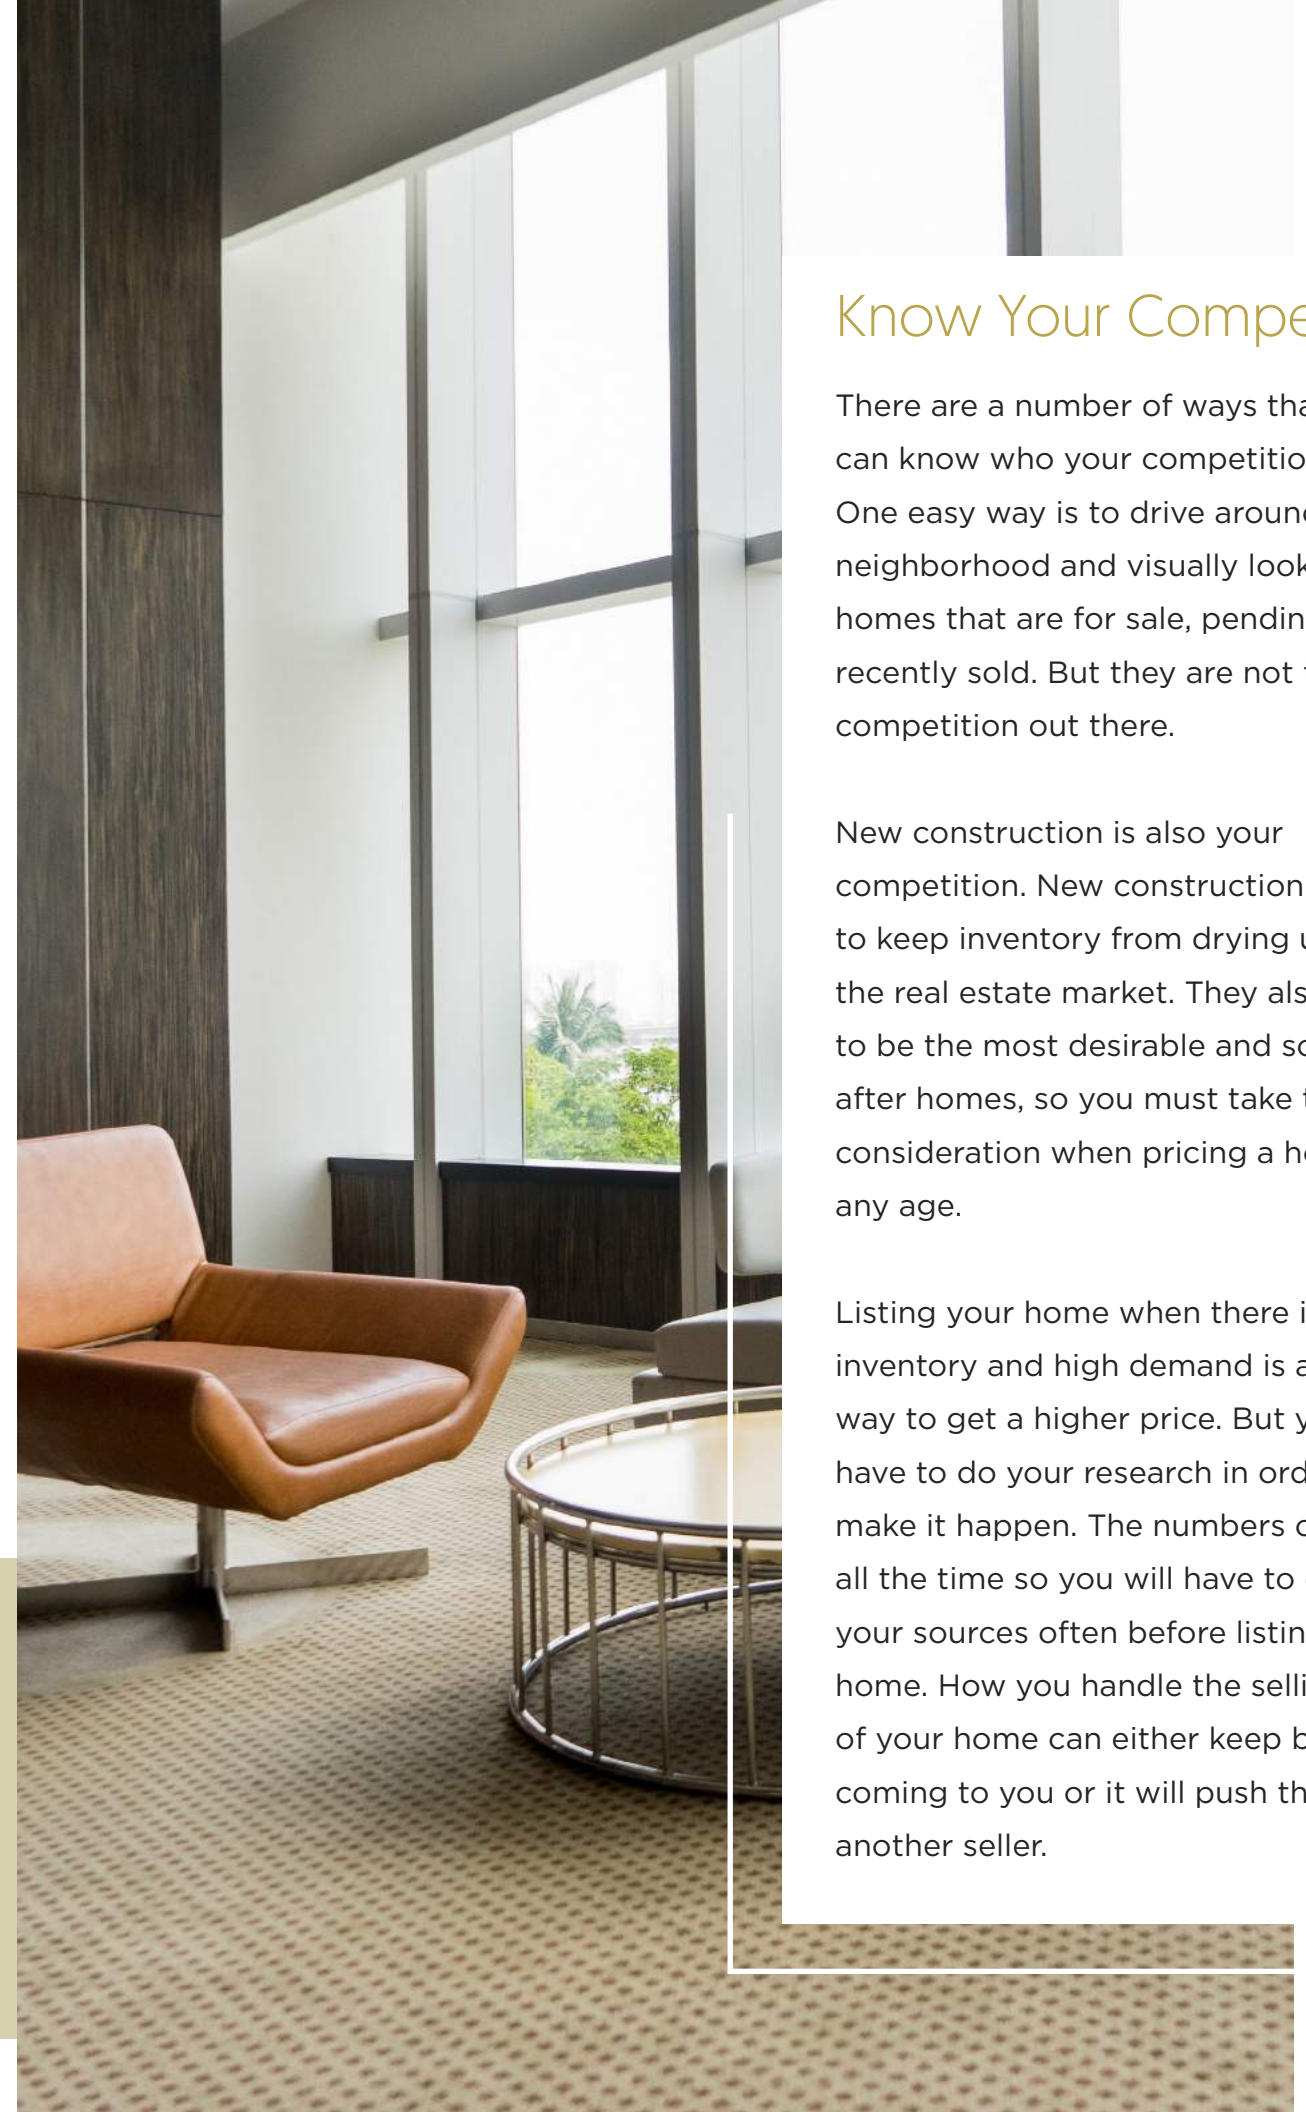 Know Your Compe
There are a number of ways tha
can know who your competitio
One easy way is to drive around
neighborhood and visually look
homes that are for sale, pendin
recently sold. But they are not
competition out there.
New construction is also your
competition. New construction
to keep inventory from drying u
the real estate market. They als
to be the most desirable and so
after homes, so you must take t
consideration when pricing a ho
any age.
Listing your home when there i
inventory and high demand is a
way to get a higher price. But y
have to do your research in ord
make it happen. The numbers c
all the time so you will have to
your sources often before listin
home. How you handle the selli
of your home can either keep b
coming to you or it will push th
another seller.